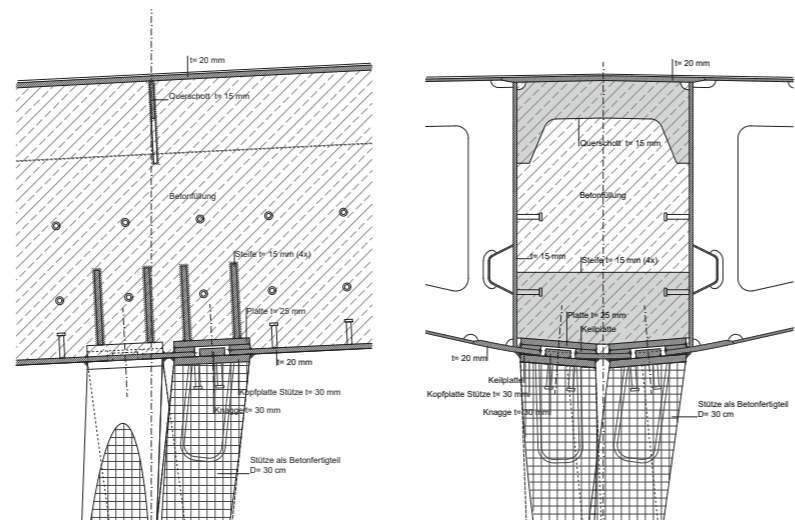 t= 20 mm
Querschott t= 15 mm
Betonfüllung
Steife t= 15 mm (4x)
Platte t= 25 mm
t= 20 mm
Kopfplatte Stütze t= 30 mm
Knagge t= 30 mm
Stütze als Betonfertigteil
D= 30 cm
t= 20 mm
Querschott t= 15 mm
Betonfüllung
t= 15 mm
Steife t= 15 mm (4x)
Platte t= 25 mm
Keilplatte
t= 20 mm
Keilplatte
Kopfplatte Stütze t= 30 mm
Knagge t= 30 mm
Stütze als Betonfertigteil
D= 30 cm